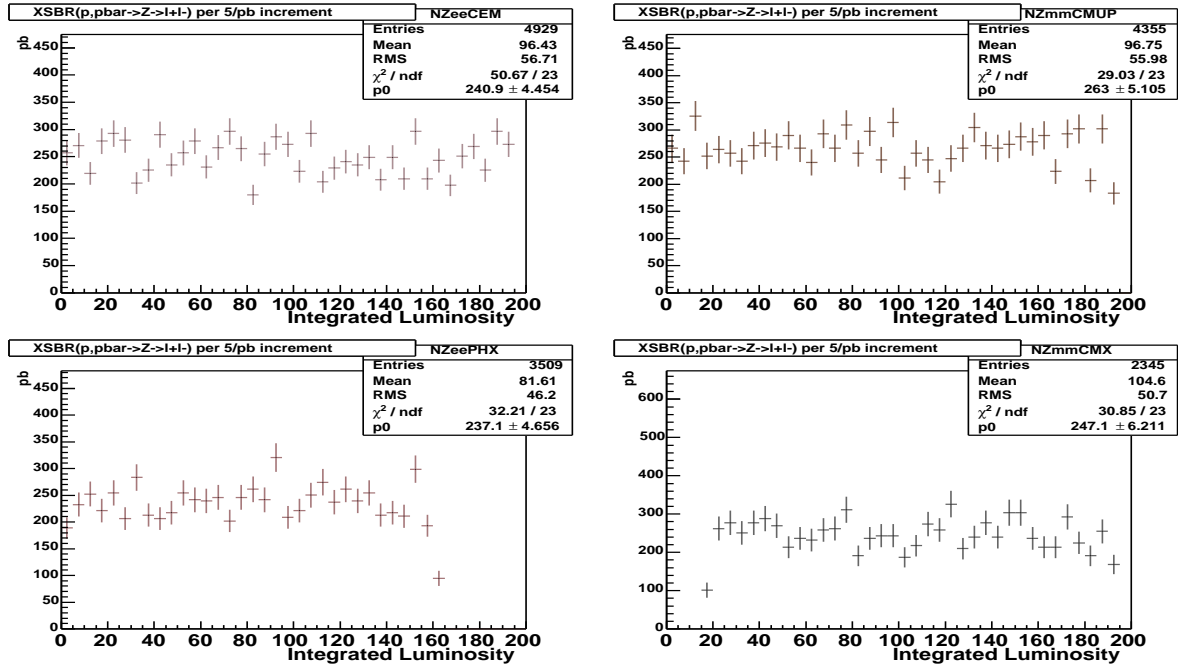 XSBR(p,pbar->Z->l+l-) per 5/pb increment
NZeeCEM
Entries 4929
Mean 96.43
RMS 56.71
χ² / ndf 50.67 / 23
p0 240.9 ± 4.454
pb
450
400
350
300
250
200
150
100
50
0
0 20 40 60 80 100 120 140 160 180 200
Integrated Luminosity
XSBR(p,pbar->Z->l+l-) per 5/pb increment
NZmmCMUP
Entries 4355
Mean 96.75
RMS 55.98
χ² / ndf 29.03 / 23
p0 263 ± 5.105
pb
450
400
350
300
250
200
150
100
50
0
0 20 40 60 80 100 120 140 160 180 200
Integrated Luminosity
XSBR(p,pbar->Z->l+l-) per 5/pb increment
NZeePHX
Entries 3509
Mean 81.61
RMS 46.2
χ² / ndf 32.21 / 23
p0 237.1 ± 4.656
pb
450
400
350
300
250
200
150
100
50
0
0 20 40 60 80 100 120 140 160 180 200
Integrated Luminosity
XSBR(p,pbar->Z->l+l-) per 5/pb increment
NZmmCMX
Entries 2345
Mean 104.6
RMS 50.7
χ² / ndf 30.85 / 23
p0 247.1 ± 6.211
pb
600
500
400
300
200
100
0
0 20 40 60 80 100 120 140 160 180 200
Integrated Luminosity